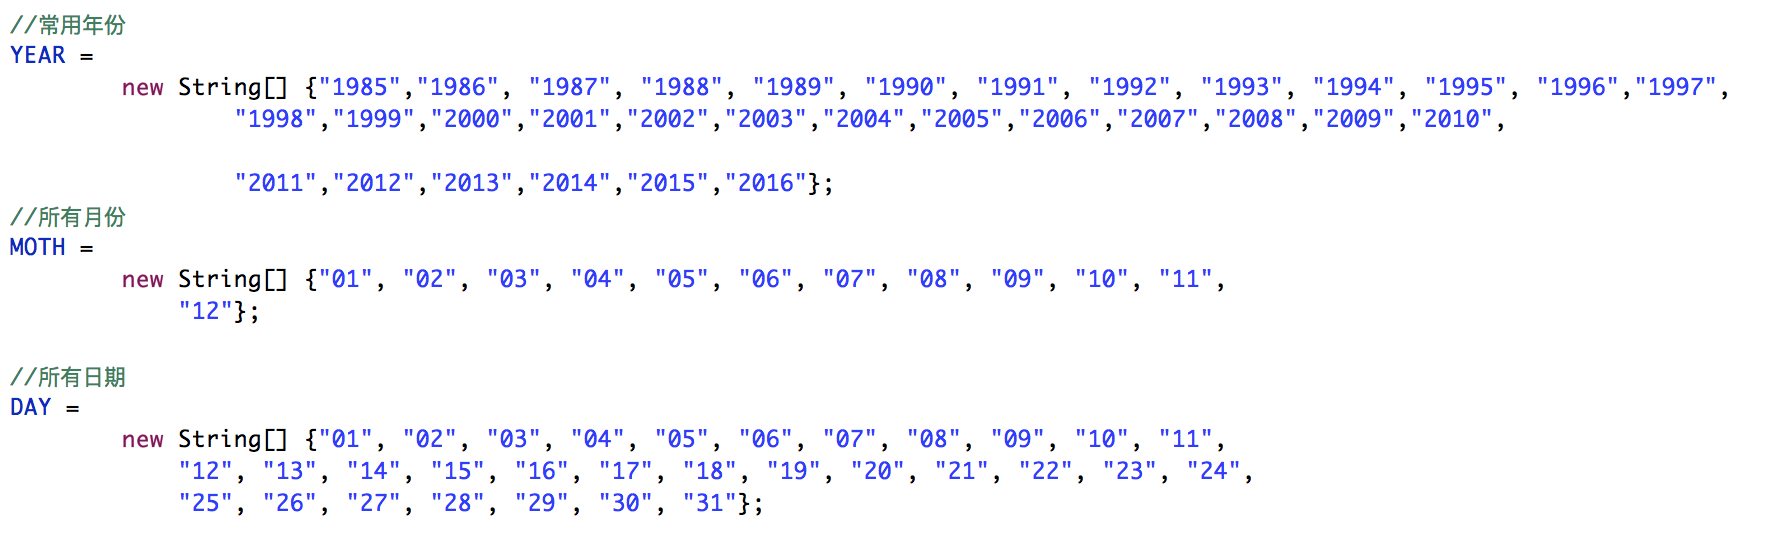 //常用年份
YEAR =
new String[] {"1985","1986", "1987", "1988", "1989", "1990", "1991", "1992", "1993", "1994", "1995", "1996","1997",
"1998","1999","2000","2001","2002","2003","2004","2005","2006","2007","2008","2009","2010",
"2011","2012","2013","2014","2015","2016"};
//所有月份
MOTH =
new String[] {"01", "02", "03", "04", "05", "06", "07", "08", "09", "10", "11",
"12"};
//所有日期
DAY =
new String[] {"01", "02", "03", "04", "05", "06", "07", "08", "09", "10", "11",
"12", "13", "14", "15", "16", "17", "18", "19", "20", "21", "22", "23", "24",
"25", "26", "27", "28", "29", "30", "31"};